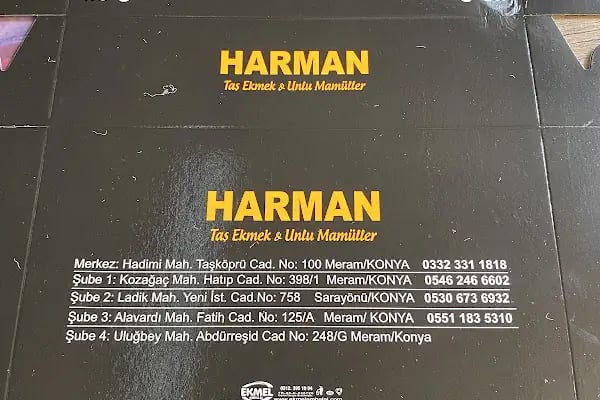 HARMAN
Taş Ekmek & Unlu Mamüller
HARMAN
Taş Ekmek & Unlu Mamüller
Merkez: Hadimi Mah. Taşköprü Cad. No: 100 Meram/KONYA 0332 331 1818
Şube 1: Kozağaç Mah. Hatıp Cad. No: 398/1 Meram/KONYA 0546 246 6602
Şube 2: Ladik Mah. Yeni İst. Cad.No: 758 Sarayönü/KONYA 0530 673 6932
Şube 3: Alavardı Mah. Fatih Cad. No: 125/A Meram/ KONYA 0551 183 5310
Şube 4: Uluğbey Mah. Abdürreşid Cad No: 248/G Meram/Konya
EKMEL